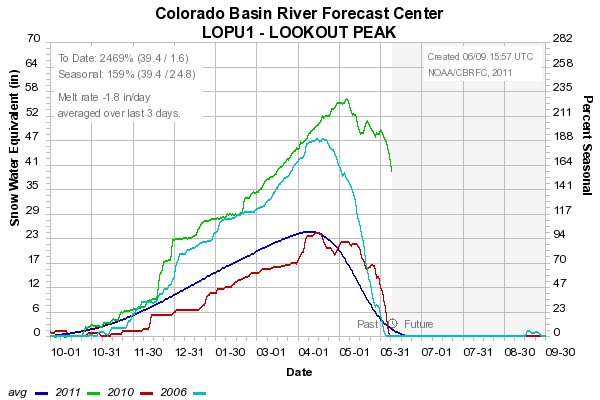 Colorado Basin River Forecast Center
LOPU1 - LOOKOUT PEAK
To Date: 2469% (39.4 / 1.6)
Seasonal: 159% (39.4 / 24.8)
Melt rate -1.8 in/day
averaged over last 3 days.
Created 06/09.15:57 UTC
NOAA/CBRFC, 2011
Snow Water Equivalent (in)
70
64
58
52
47
41
35
29
23
17
12
6
0
Percent Seasonal
282
258
235
211
188
164
141
117
94
70
47
23
0
Past Future
10-01 10-31 11-30 12-31 01-30 03-01 04-01 05-01 05-31 07-01 07-31 08-30 09-30
Date
avg 2011 2010 2006